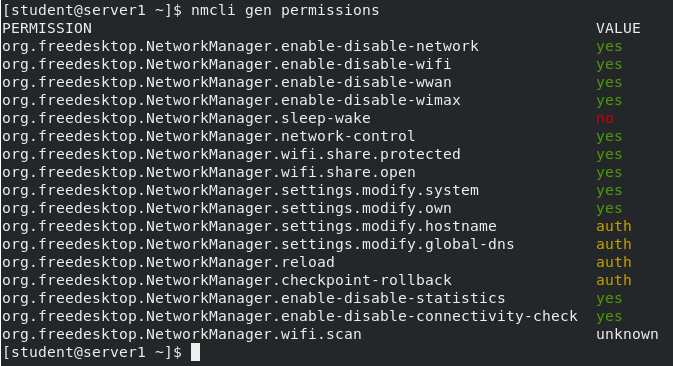 [student@server1 ~]$ nmcli gen permissions
PERMISSION VALUE
org.freedesktop.NetworkManager.enable-disable-network yes
org.freedesktop.NetworkManager.enable-disable-wifi yes
org.freedesktop.NetworkManager.enable-disable-wwan yes
org.freedesktop.NetworkManager.enable-disable-wimax yes
org.freedesktop.NetworkManager.sleep-wake no
org.freedesktop.NetworkManager.network-control yes
org.freedesktop.NetworkManager.wifi.share.protected yes
org.freedesktop.NetworkManager.wifi.share.open yes
org.freedesktop.NetworkManager.settings.modify.system yes
org.freedesktop.NetworkManager.settings.modify.own yes
org.freedesktop.NetworkManager.settings.modify.hostname auth
org.freedesktop.NetworkManager.settings.modify.global-dns auth
org.freedesktop.NetworkManager.reload auth
org.freedesktop.NetworkManager.checkpoint-rollback auth
org.freedesktop.NetworkManager.enable-disable-statistics yes
org.freedesktop.NetworkManager.enable-disable-connectivity-check yes
org.freedesktop.NetworkManager.wifi.scan unknown
[student@server1 ~]$